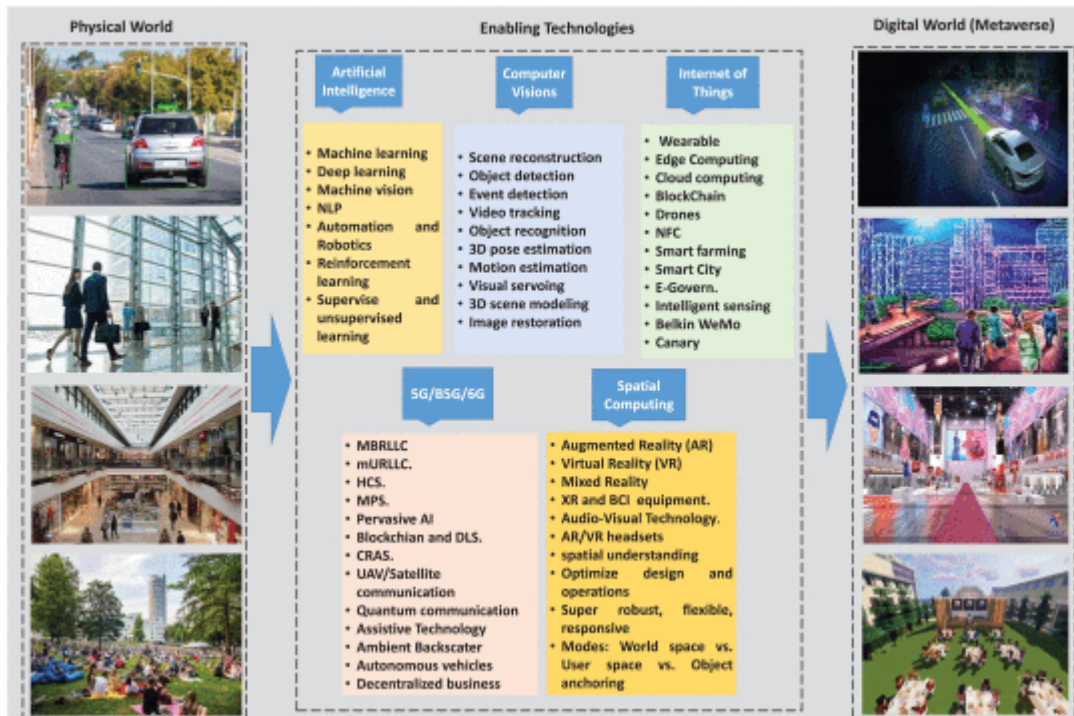 Physical World
Enabling Technologies
Digital World (Metaverse)
Artificial
Intelligence
Computer
Visions
Internet of
Things
• Machine learning
• Deep learning
• Machine vision
• NLP
• Automation and
Robotics
• Reinforcement
learning
• Supervise and
unsupervised
learning
• Scene reconstruction
• Object detection
• Event detection
• Video tracking
• Object recognition
• 3D pose estimation
• Motion estimation
• Visual servoing
• 3D scene modeling
• Image restoration
• Wearable
• Edge Computing
• Cloud computing
• BlockChain
• Drones
• NFC
• Smart farming
• Smart City
• E-Govern.
• Intelligent sensing
• Belkin WeMo
• Canary
5G/B5G/6G
Spatial
Computing
• MBRLLC
• mURLLC.
• HCS.
• MPS.
• Pervasive AI
• Blockchian and DLS.
• CRAS.
• UAV/Satellite
communication
• Quantum communication
• Assistive Technology
• Ambient Backscater
• Autonomous vehicles
• Decentralized business
• Augmented Reality (AR)
• Virtual Reality (VR)
• Mixed Reality
• XR and BCI equipment.
• Audio-Visual Technology.
• AR/VR headsets
• spatial understanding
• Optimize design and
operations
• Super robust, flexible,
responsive
• Modes: World space vs.
User space vs. Object
anchoring